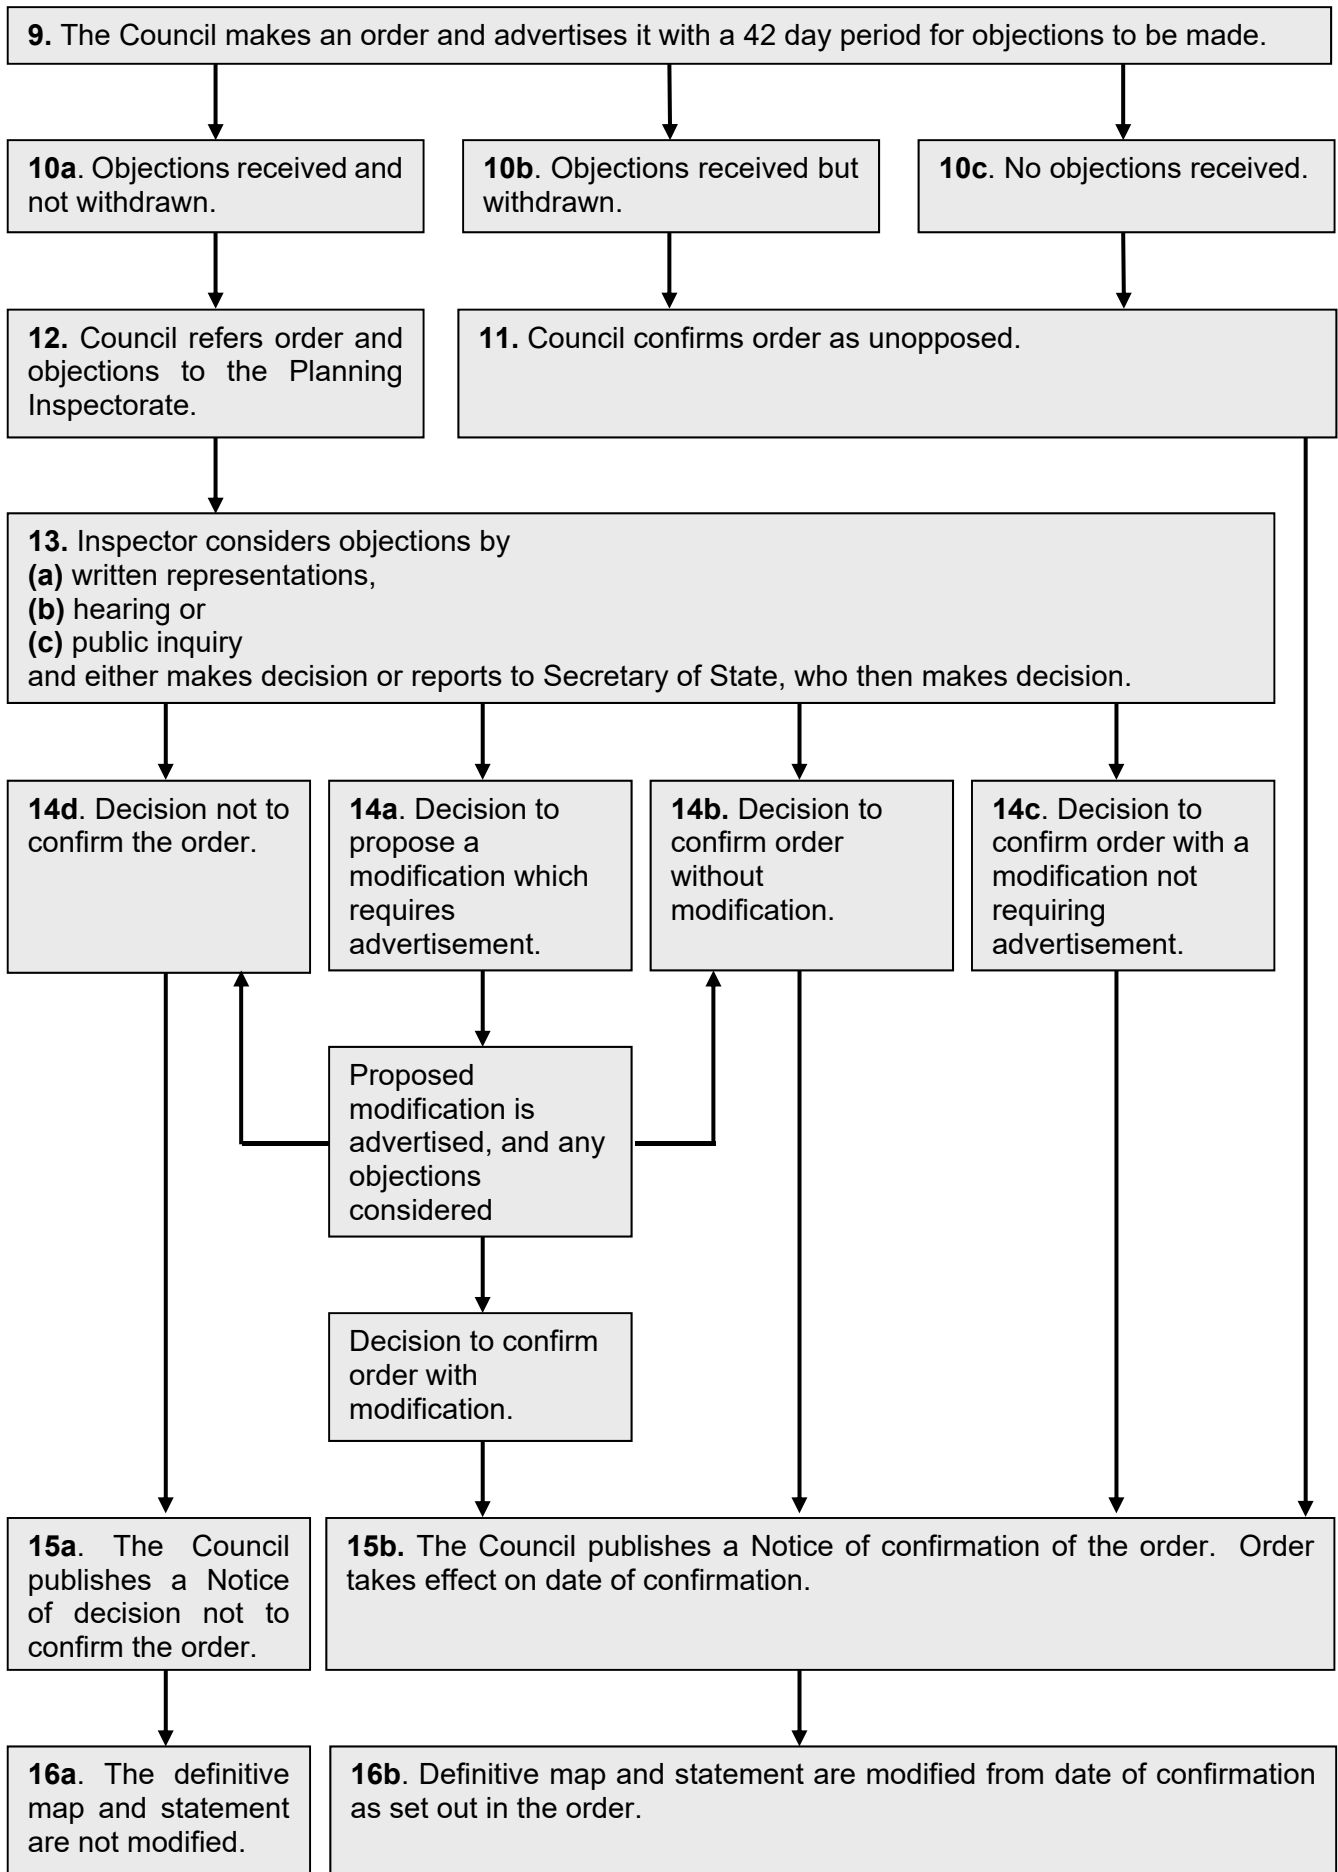 9. The Council makes an order and advertises it with a 42 day period for objections to be made.
10a. Objections received and
not withdrawn.
10b. Objections received but
withdrawn.
10c. No objections received.
12. Council refers order and
objections to the Planning
Inspectorate.
11. Council confirms order as unopposed.
13. Inspector considers objections by
(a) written representations,
(b) hearing or
(c) public inquiry
and either makes decision or reports to Secretary of State, who then makes decision.
14d. Decision not to
confirm the order.
14a. Decision to
propose a
modification which
requires
advertisement.
14b. Decision to
confirm order
without
modification.
14c. Decision to
confirm order with a
modification not
requiring
advertisement.
Proposed
modification is
advertised, and any
objections
considered
Decision to confirm
order with
modification.
15a. The Council
publishes a Notice
of decision not to
confirm the order.
15b. The Council publishes a Notice of confirmation of the order. Order
takes effect on date of confirmation.
16a. The definitive
map and statement
are not modified.
16b. Definitive map and statement are modified from date of confirmation
as set out in the order.